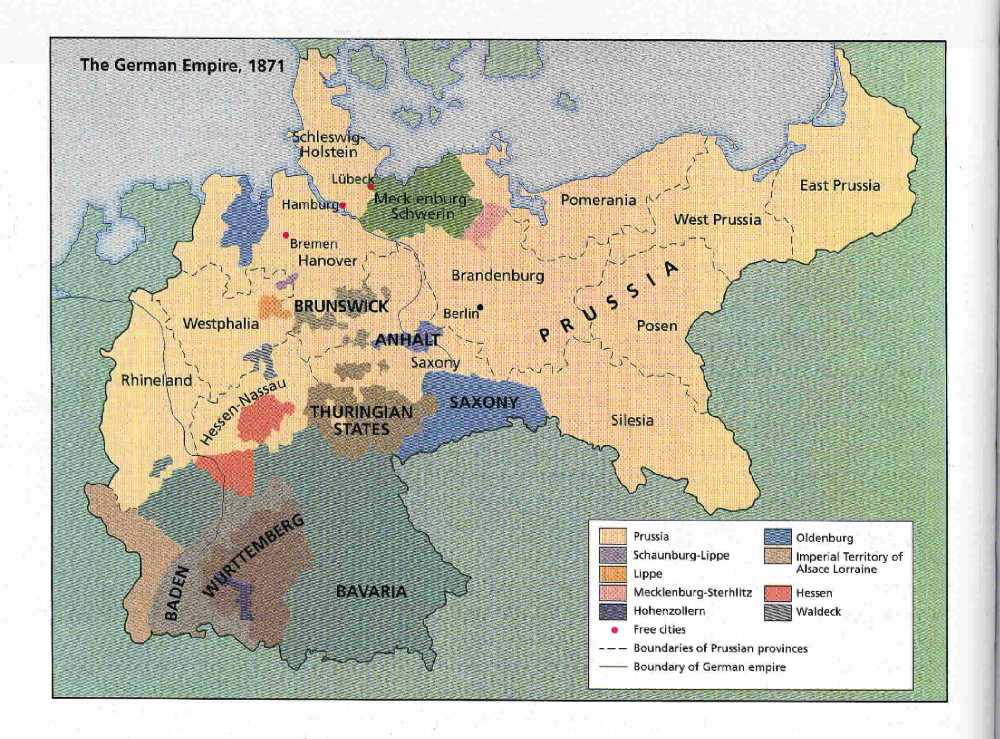 The German Empire, 1871
Schleswig-
Holstein
Lübeck
Hamburg
Meck enburg-
Schwerin
Bremen
Hanover
Pomerania
East Prussia
West Prussia
Brandenburg
Berlin
PRUSSIA
Posen
BRUNSWICK
Westphalia
ANHALT
Saxony
Rhineland
Hessen-Nassau
THURINGIAN
STATES
SAXONY
Silesia
BADEN
WURTTEMBERG
BAVARIA
Prussia
Schaunburg-Lippe
Lippe
Mecklenburg-Sterhlitz
Hohenzollern
Free cities
Boundaries of Prussian provinces
Boundary of German empire
Oldenburg
Imperial Territory of
Alsace Lorraine
Hessen
Waldeck